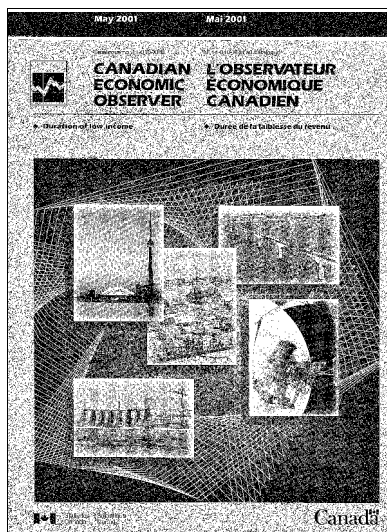 May 2001
Mai 2001
CANADIAN
ECONOMIC
OBSERVER
L'OBSERVATEUR
ÉCONOMIQUE
CANADIEN
◆ Duration of low income
◆ Durée de la faiblesse du revenu
Canada